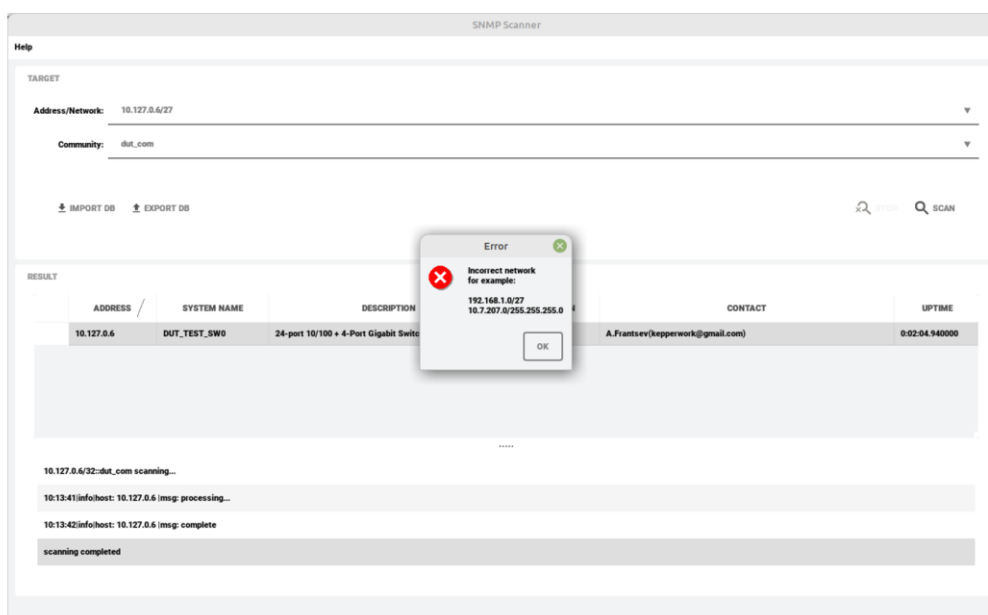 SNMP Scanner
Help
TARGET
Address/Network: 10.127.0.6/27
Community: dut_com
IMPORT DB EXPORT DB SCAN
Error
Incorrect network
for example:
192.168.1.0/27
10.7.207.0/255.255.255.0
OK
RESULT
ADDRESS SYSTEM NAME DESCRIPTION CONTACT UPTIME
10.127.0.6 DUT_TEST_SW0 24-port 10/100 + 4-Port Gigabit Switc A.Frantsev(kepperwork@gmail.com) 0:02:04.940000
10.127.0.6/32::dut_com scanning...
10:13:41|info|host: 10.127.0.6 |msg: processing...
10:13:42|info|host: 10.127.0.6 |msg: complete
scanning completed